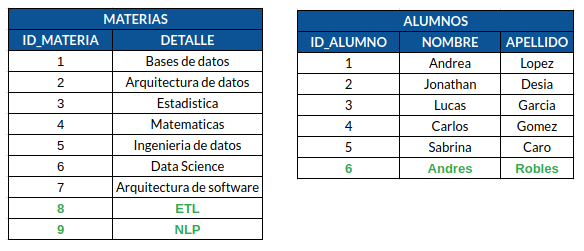 MATERIAS
ID_MATERIA DETALLE
1 Bases de datos
2 Arquitectura de datos
3 Estadistica
4 Matematicas
5 Ingenieria de datos
6 Data Science
7 Arquitectura de software
8 ETL
9 NLP
ALUMNOS
ID_ALUMNO NOMBRE APELLIDO
1 Andrea Lopez
2 Jonathan Desia
3 Lucas Garcia
4 Carlos Gomez
5 Sabrina Caro
6 Andres Robles